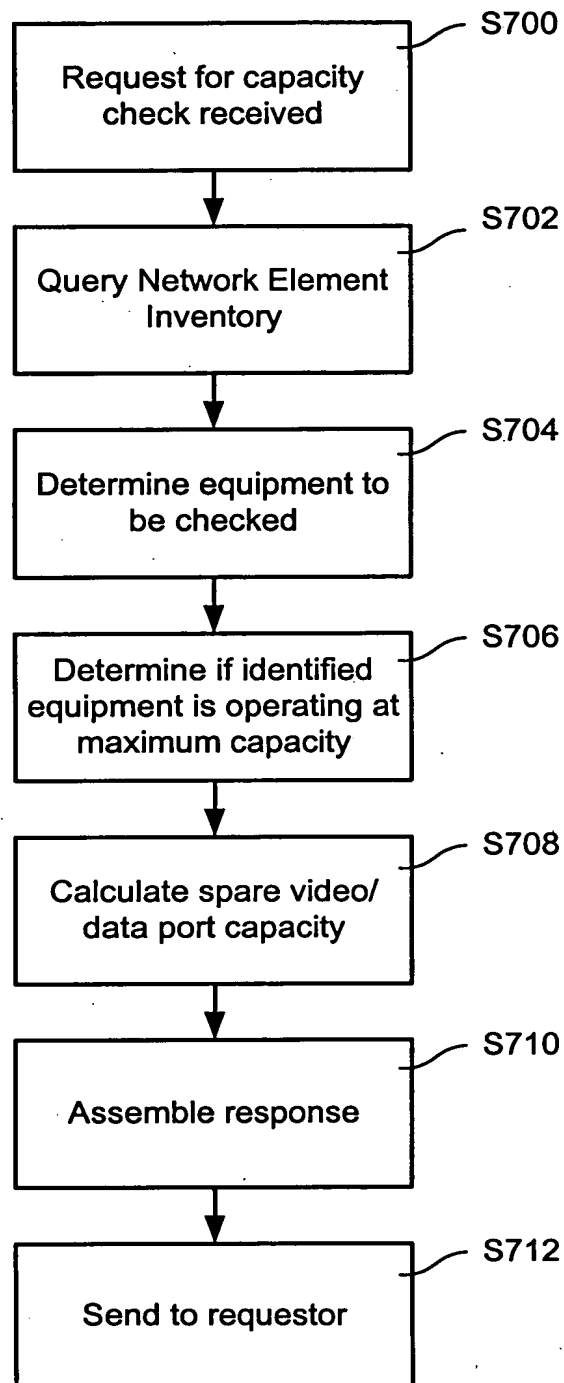 S700
Request for capacity
check received
S702
Query Network Element
Inventory
S704
Determine equipment to
be checked
S706
Determine if identified
equipment is operating at
maximum capacity
S708
Calculate spare video/
data port capacity
S710
Assemble response
S712
Send to requestor